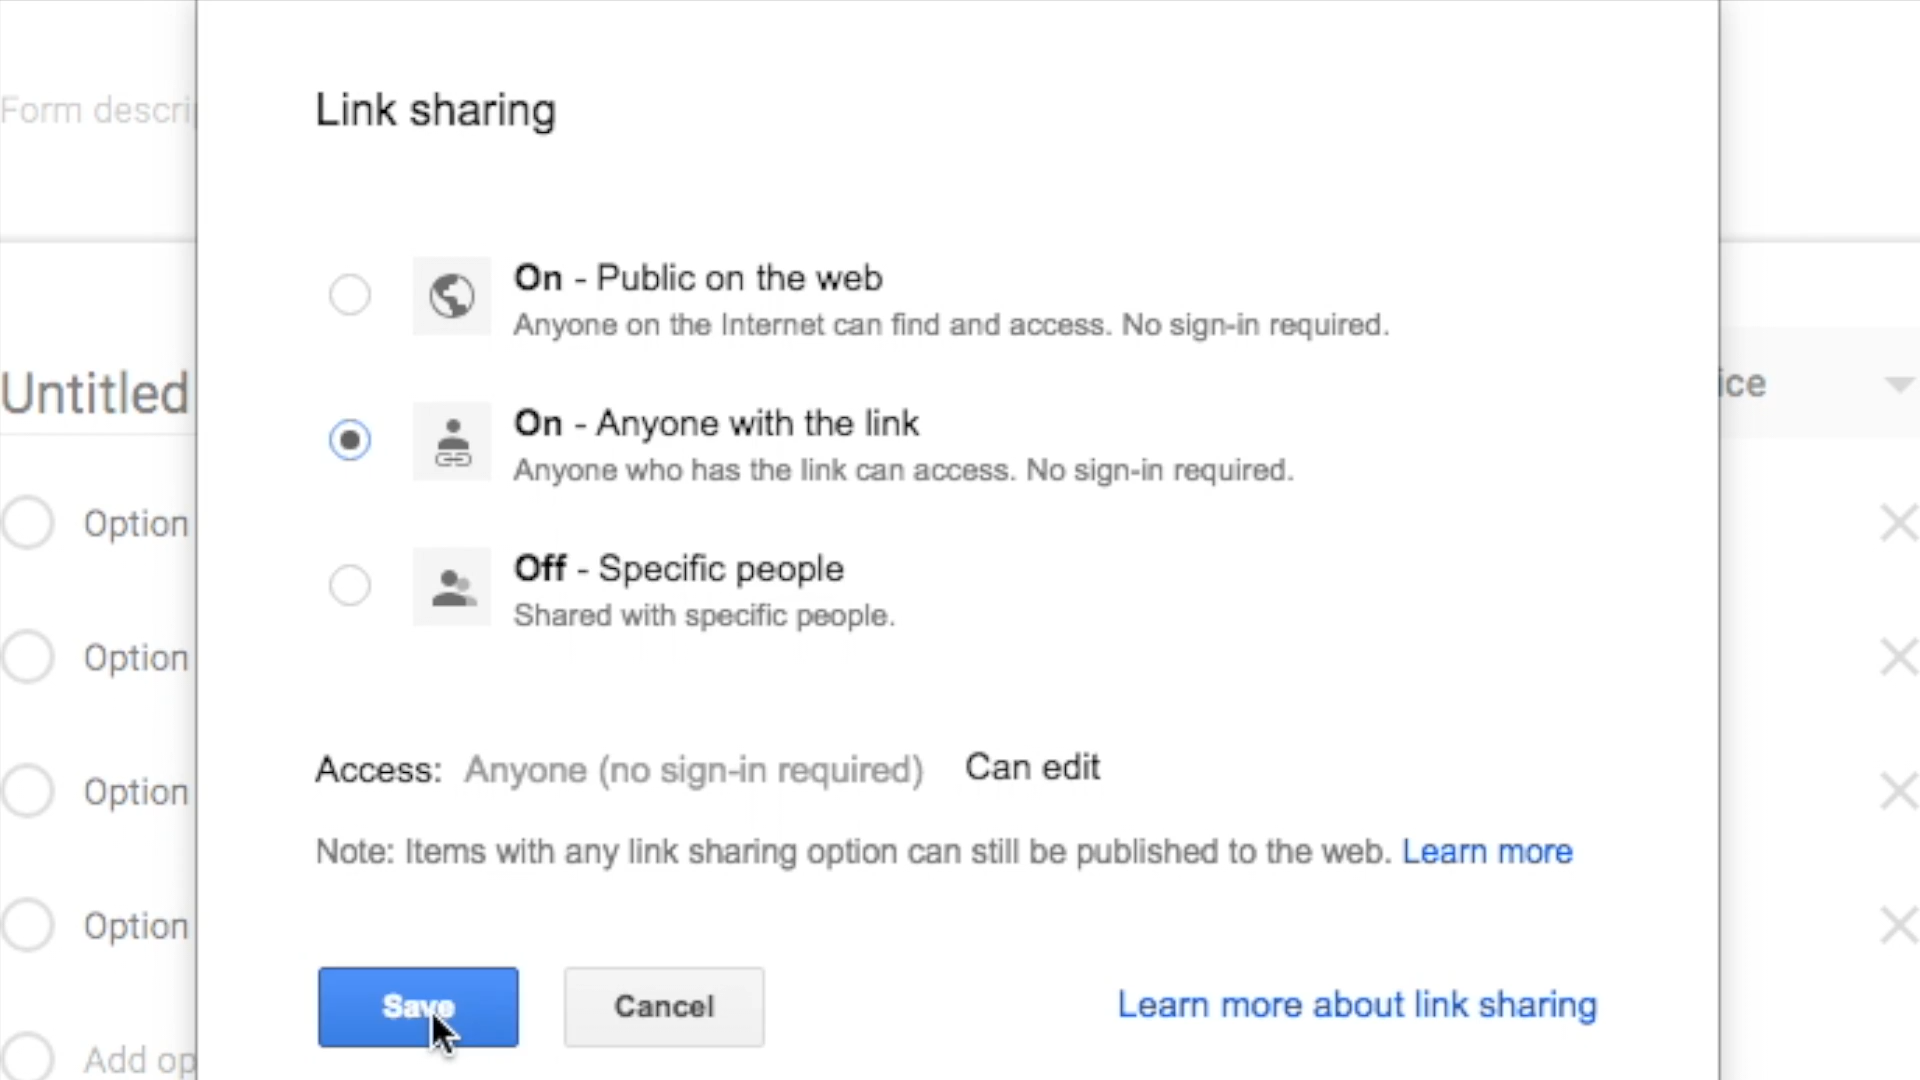 Link sharing
Form descri
On - Public on the web
Anyone on the Internet can find and access. No sign-in required.
Untitled
ice
On - Anyone with the link
Anyone who has the link can access. No sign-in required.
Option
Off - Specific people
Shared with specific people.
Option
Access: Anyone (no sign-in required) Can edit
Option
Note: Items with any link sharing option can still be published to the web. Learn more
Option
Save
Cancel
Learn more about link sharing
Add op